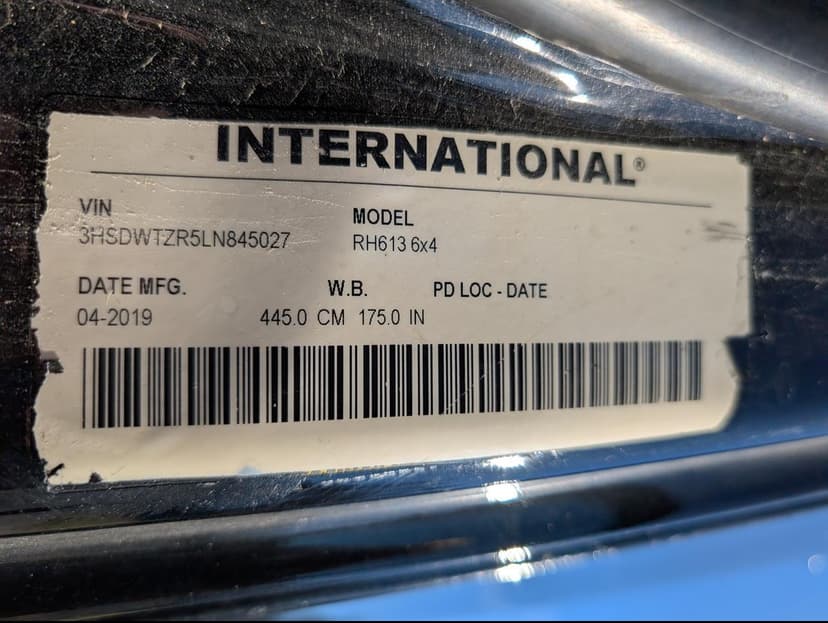 INTERNATIONAL®
VIN MODEL
3HSDWTZR5LN845027 RH613 6x4
DATE MFG. W.B. PD LOC - DATE
04-2019 445.0 CM 175.0 IN